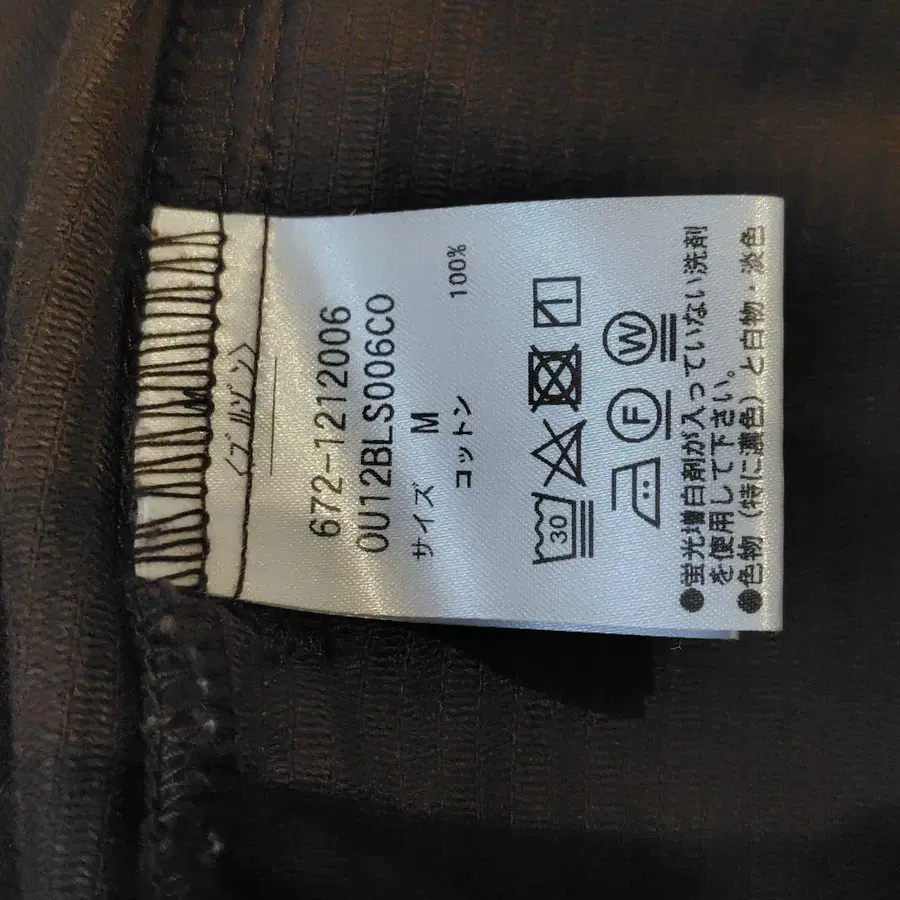 〈ブルゾン〉
672-1212006
OU12BLS006CO
サイズ M
コットン 100%
30
F W
●蛍光増白剤が入っていない洗剤
を使用して下さい。
●色物(特に濃色)と白物・淡色